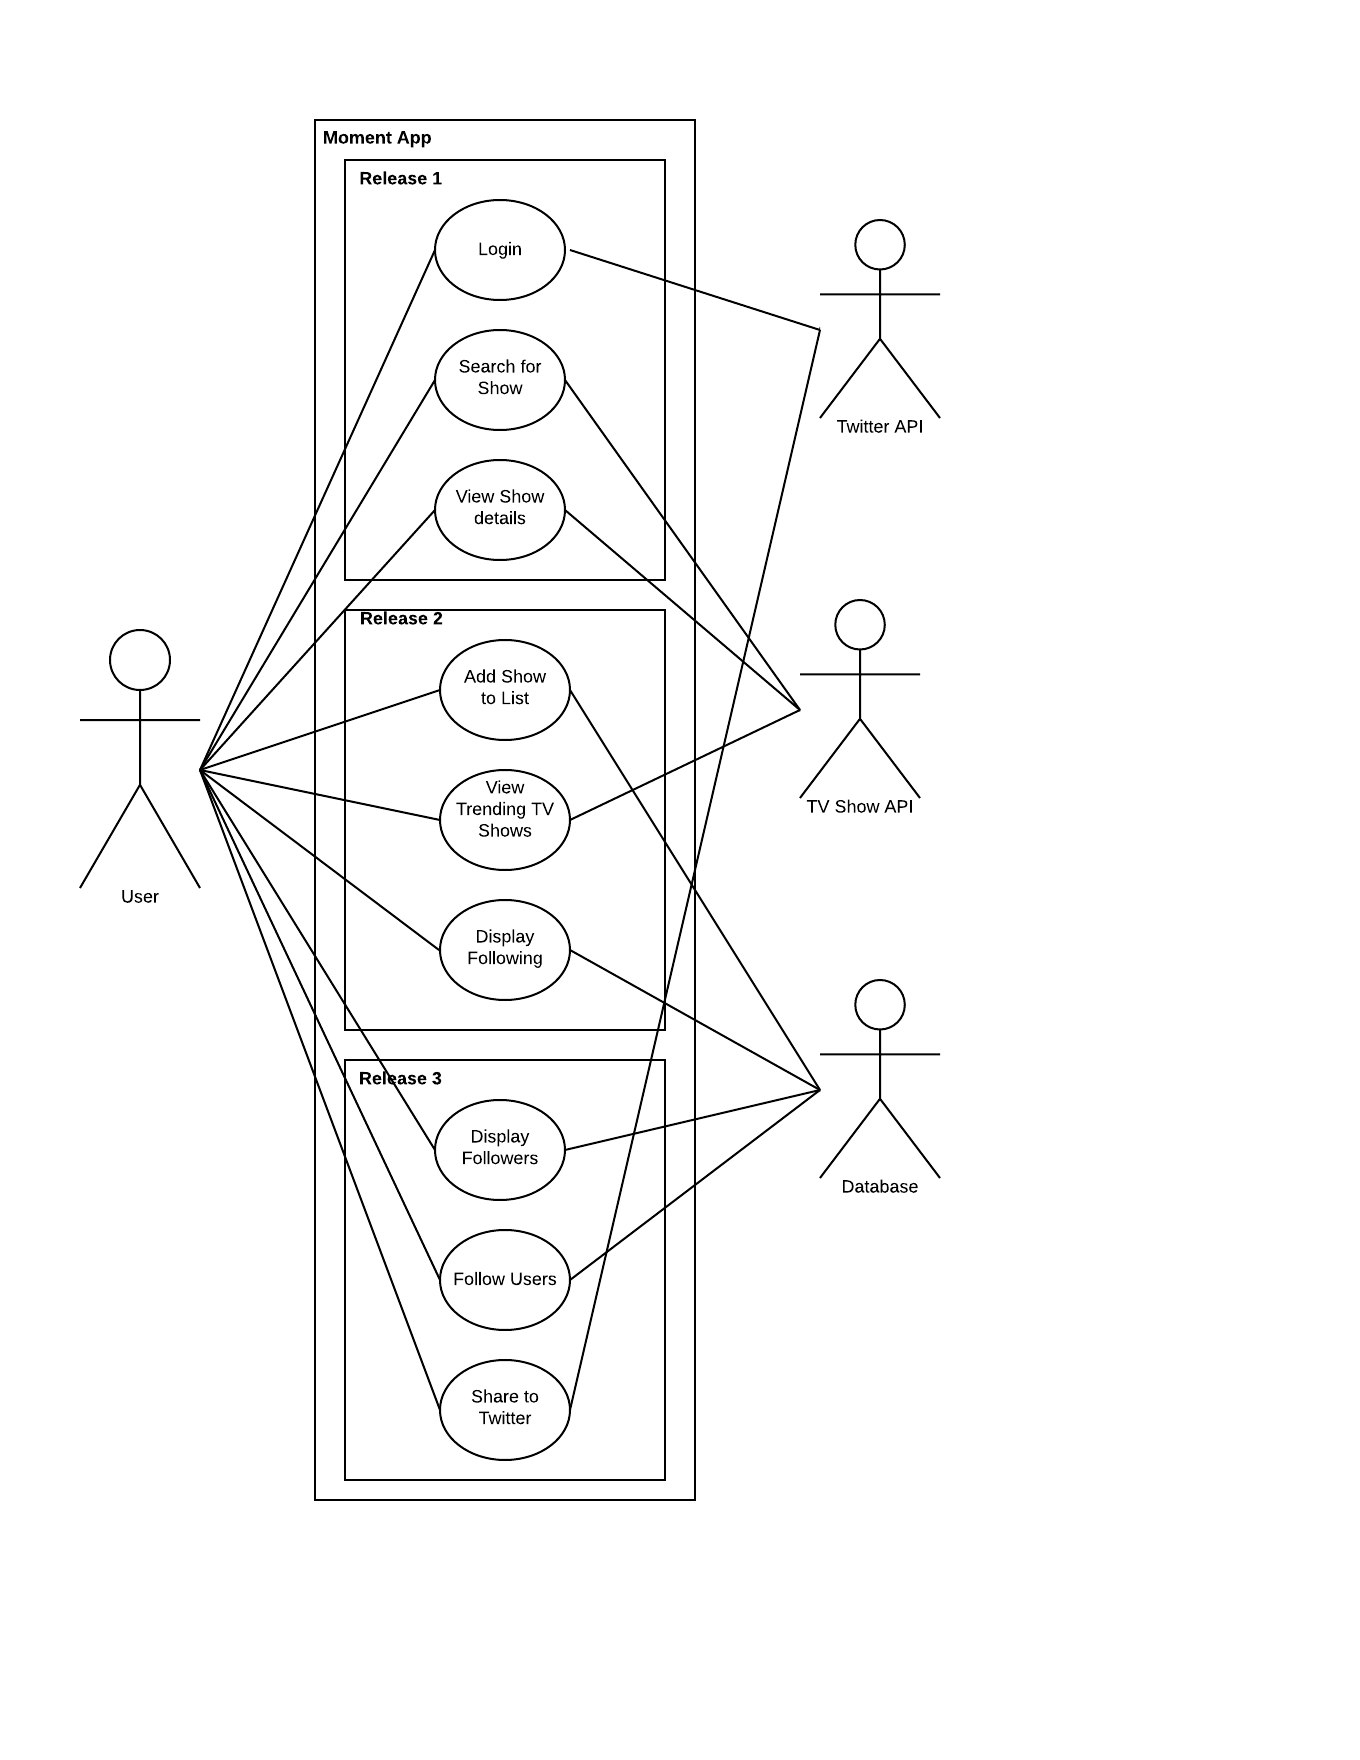 Moment App
Release 1
Login
Search for
Show
View Show
details
Twitter API
Release 2
Add Show
to List
View
Trending TV
Shows
Display
Following
User
TV Show API
Release 3
Display
Followers
Follow Users
Share to
Twitter
Database